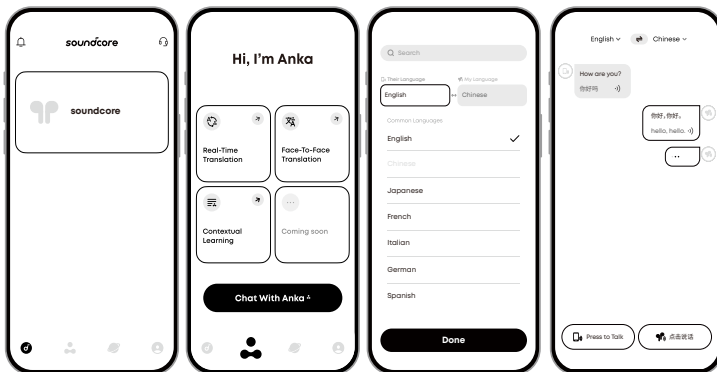 soundcore
soundcore
Hi, I'm Anka
Real-Time
Translation
Face-To-Face
Translation
Contextual
Learning
Coming soon
Chat With Anka
Search
Their Language
My Language
English
Chinese
Common Languages
English
Chinese
Japanese
French
Italian
German
Spanish
Done
English
Chinese
How are you?
你好吗
你好，你好。
hello, hello.
Press to Talk
点击说话